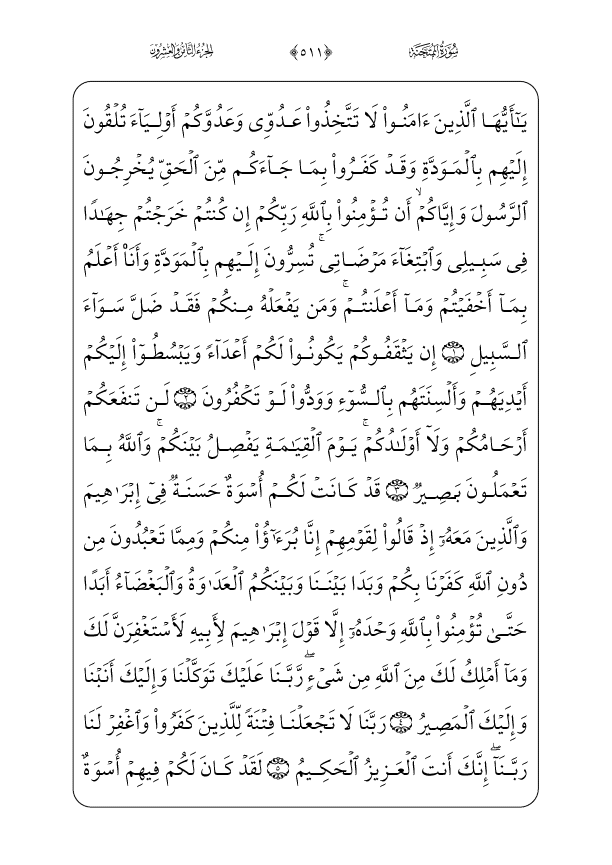 سُورَةُ المُمْتَحنَة ﴿٥١١﴾ الجُزْءُ الثَّامِنُ وَالعِشْرُونَ
يَـٰٓأَيُّهَا ٱلَّذِينَ ءَامَنُوا۟ لَا تَتَّخِذُوا۟ عَدُوِّى وَعَدُوَّكُمْ أَوْلِيَآءَ تُلْقُونَ
إِلَيْهِم بِٱلْمَوَدَّةِ وَقَدْ كَفَرُوا۟ بِمَا جَآءَكُم مِّنَ ٱلْحَقِّ يُخْرِجُونَ
ٱلرَّسُولَ وَإِيَّاكُمْ ۙ أَن تُؤْمِنُوا۟ بِٱللَّهِ رَبِّكُمْ إِن كُنتُمْ خَرَجْتُمْ جِهَـٰدًا
فِى سَبِيلِى وَٱبْتِغَآءَ مَرْضَاتِى ۚ تُسِرُّونَ إِلَيْهِم بِٱلْمَوَدَّةِ وَأَنَا۠ أَعْلَمُ
بِمَآ أَخْفَيْتُمْ وَمَآ أَعْلَنتُمْ ۚ وَمَن يَفْعَلْهُ مِنكُمْ فَقَدْ ضَلَّ سَوَآءَ
ٱلسَّبِيلِ ١ إِن يَثْقَفُوكُمْ يَكُونُوا۟ لَكُمْ أَعْدَآءً وَيَبْسُطُوٓا۟ إِلَيْكُمْ
أَيْدِيَهُمْ وَأَلْسِنَتَهُم بِٱلسُّوٓءِ وَوَدُّوا۟ لَوْ تَكْفُرُونَ ٢ لَن تَنفَعَكُمْ
أَرْحَامُكُمْ وَلَآ أَوْلَـٰدُكُمْ ۚ يَوْمَ ٱلْقِيَـٰمَةِ يَفْصِلُ بَيْنَكُمْ ۚ وَٱللَّهُ بِمَا
تَعْمَلُونَ بَصِيرٌ ٣ قَدْ كَانَتْ لَكُمْ أُسْوَةٌ حَسَنَةٌ فِىٓ إِبْرَٰهِيمَ
وَٱلَّذِينَ مَعَهُۥٓ إِذْ قَالُوا۟ لِقَوْمِهِمْ إِنَّا بُرَءَٰٓؤُا۟ مِنكُمْ وَمِمَّا تَعْبُدُونَ مِن
دُونِ ٱللَّهِ كَفَرْنَا بِكُمْ وَبَدَا بَيْنَنَا وَبَيْنَكُمُ ٱلْعَدَٰوَةُ وَٱلْبَغْضَآءُ أَبَدًا
حَتَّىٰ تُؤْمِنُوا۟ بِٱللَّهِ وَحْدَهُۥٓ إِلَّا قَوْلَ إِبْرَٰهِيمَ لِأَبِيهِ لَأَسْتَغْفِرَنَّ لَكَ
وَمَآ أَمْلِكُ لَكَ مِنَ ٱللَّهِ مِن شَىْءٍ ۖ رَّبَّنَا عَلَيْكَ تَوَكَّلْنَا وَإِلَيْكَ أَنَبْنَا
وَإِلَيْكَ ٱلْمَصِيرُ ٤ رَبَّنَا لَا تَجْعَلْنَا فِتْنَةً لِّلَّذِينَ كَفَرُوا۟ وَٱغْفِرْ لَنَا
رَبَّنَآ ۖ إِنَّكَ أَنتَ ٱلْعَزِيزُ ٱلْحَكِيمُ ٥ لَقَدْ كَانَ لَكُمْ فِيهِمْ أُسْوَةٌ